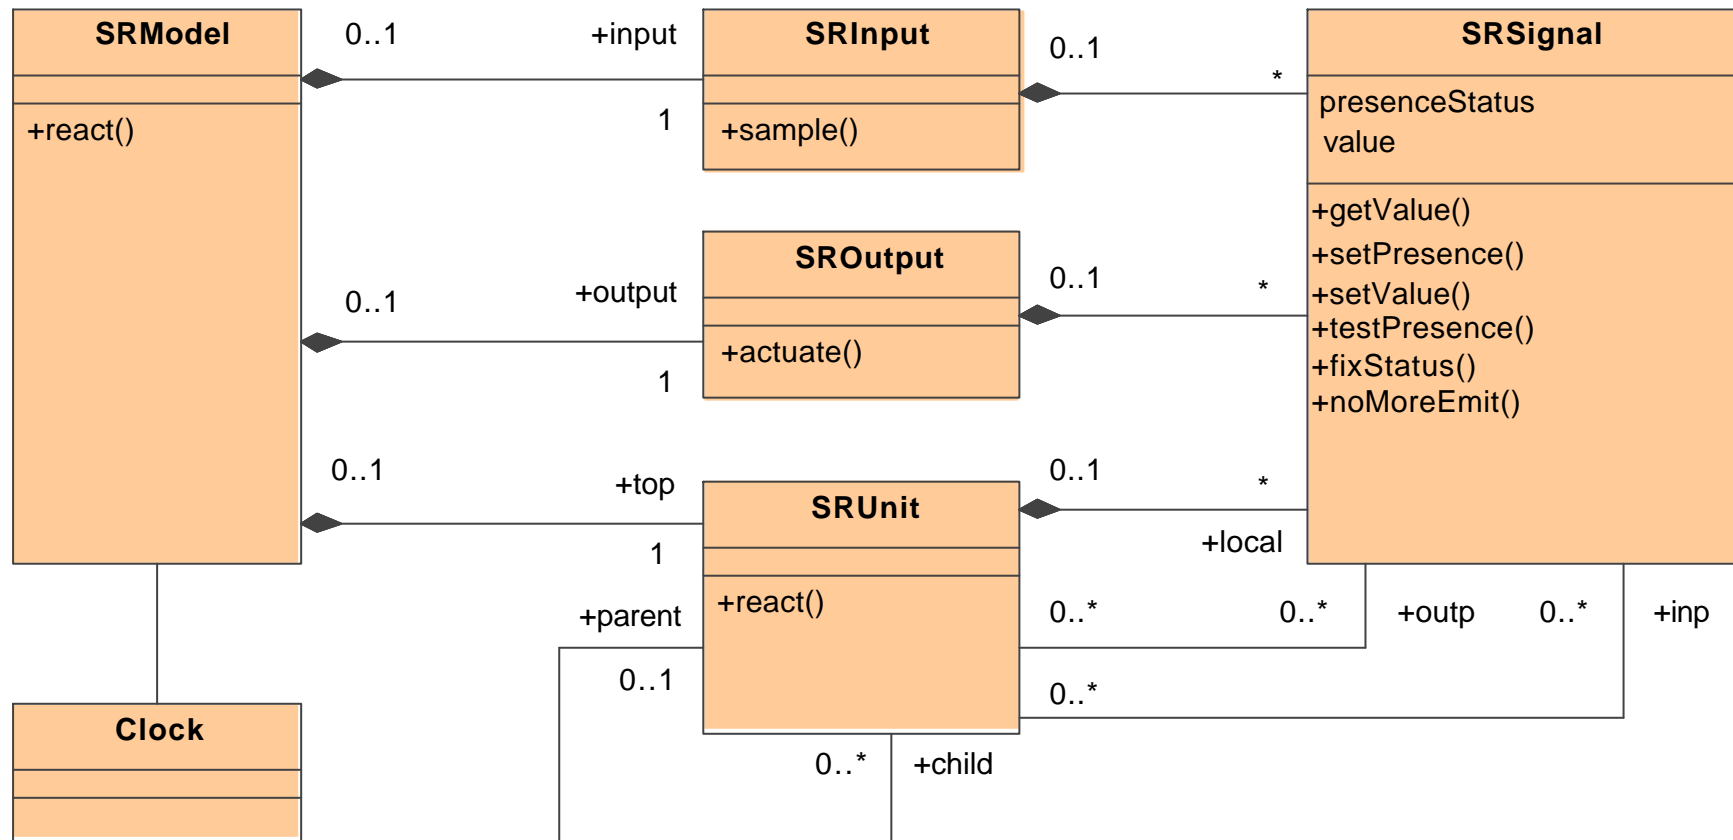 SRModel
+react()
0..1
+input
1
SRInput
+sample()
0..1
*
SRSignal
presenceStatus
value
+getValue()
+setPresence()
+setValue()
+testPresence()
+fixStatus()
+noMoreEmit()
0..1
+output
1
SROutput
+actuate()
0..1
*
0..1
+top
1
SRUnit
+react()
0..1
*
+local
+parent
0..1
0..*
0..*
+outp
0..*
+inp
0..*
0..*
+child
Clock